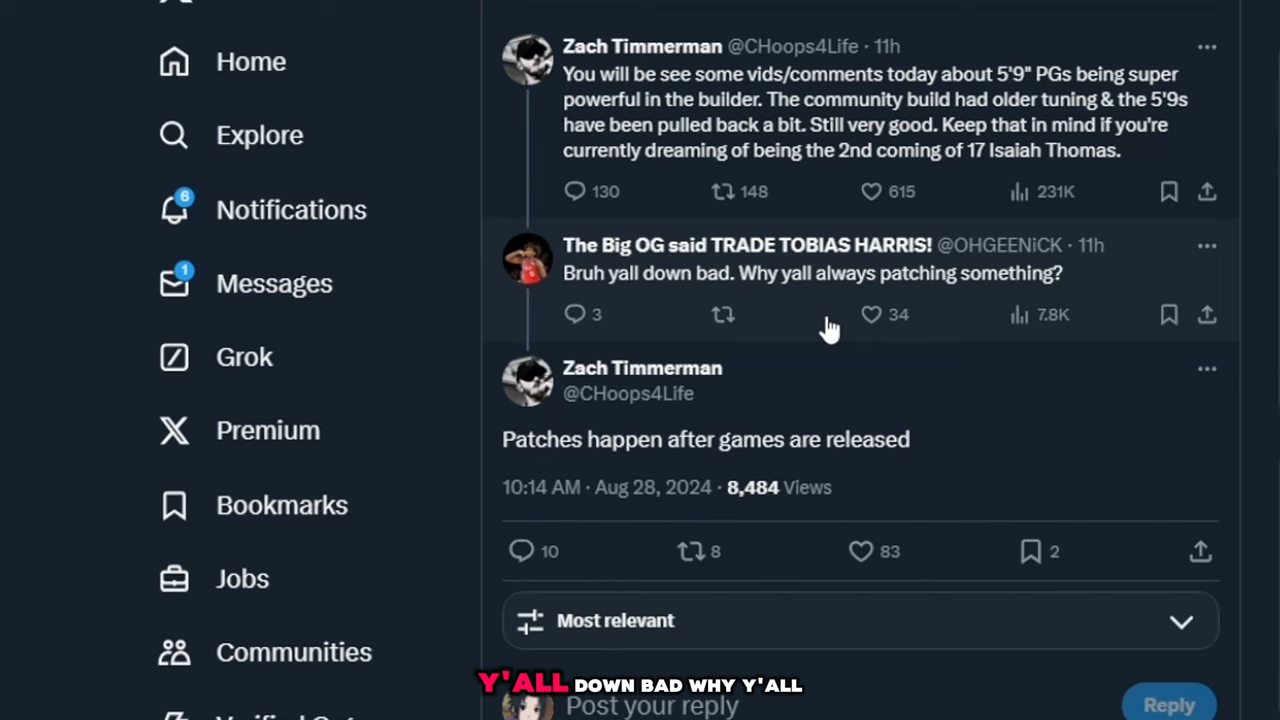 Home
Explore
6
Notifications
1
Messages
Grok
Premium
Bookmarks
Jobs
Communities
Zach Timmerman @CHoops4Life · 11h
You will be see some vids/comments today about 5'9" PGs being super
powerful in the builder. The community build had older tuning & the 5'9s
have been pulled back a bit. Still very good. Keep that in mind if you're
currently dreaming of being the 2nd coming of 17 Isaiah Thomas.
130 148 615 231K
The Big OG said TRADE TOBIAS HARRIS! @OHGEENiCK · 11h
Bruh yall down bad. Why yall always patching something?
3 34 7.8K
Zach Timmerman
@CHoops4Life
Patches happen after games are released
10:14 AM · Aug 28, 2024 · 8,484 Views
10 8 83 2
Most relevant
Y'ALL DOWN BAD WHY Y'ALL
Post your reply
Reply